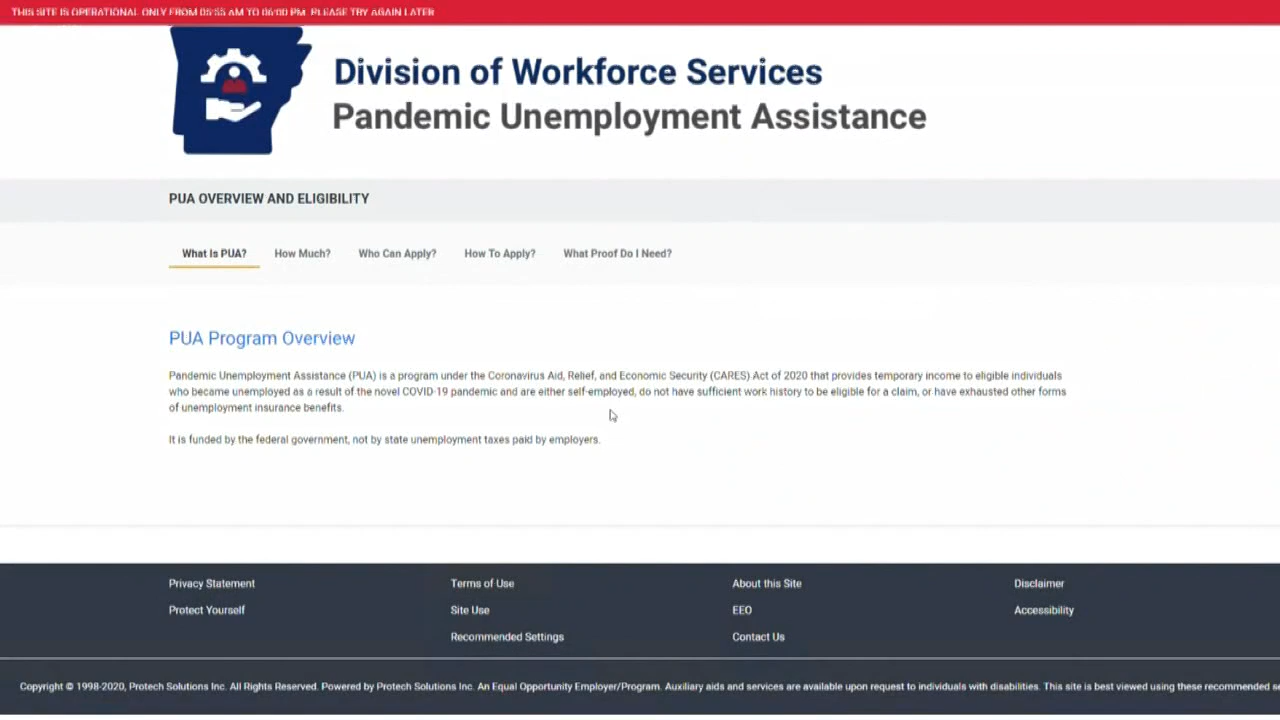 THIS SITE IS OPERATIONAL ONLY FROM 05:55 AM TO 06:00 PM. PLEASE TRY AGAIN LATER
Division of Workforce Services
Pandemic Unemployment Assistance
PUA OVERVIEW AND ELIGIBILITY
What Is PUA? How Much? Who Can Apply? How To Apply? What Proof Do I Need?
PUA Program Overview
Pandemic Unemployment Assistance (PUA) is a program under the Coronavirus Aid, Relief, and Economic Security (CARES) Act of 2020 that provides temporary income to eligible individuals
who became unemployed as a result of the novel COVID-19 pandemic and are either self-employed, do not have sufficient work history to be eligible for a claim, or have exhausted other forms
of unemployment insurance benefits.
It is funded by the federal government, not by state unemployment taxes paid by employers.
Privacy Statement Terms of Use About this Site Disclaimer
Protect Yourself Site Use EEO Accessibility
Recommended Settings Contact Us
Copyright © 1998-2020, Protech Solutions Inc. All Rights Reserved. Powered by Protech Solutions Inc. An Equal Opportunity Employer/Program. Auxiliary aids and services are available upon request to individuals with disabilities. This site is best viewed using these recommended